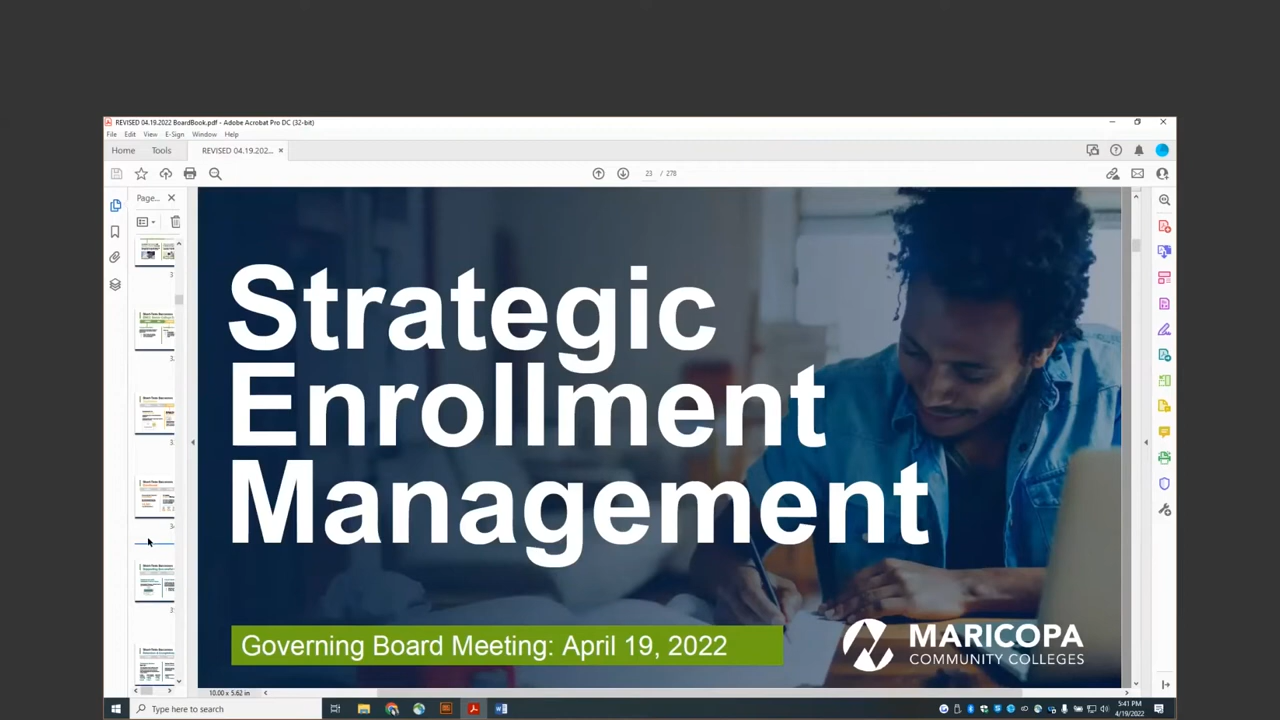 REVISED 04.19.2022 BoardBook.pdf - Adobe Acrobat Pro DC (32-bit)
File Edit View E-Sign Window Help
Home Tools REVISED 04.19.202...
23 / 278
Page...
Strategic
Enrollment
Management
Governing Board Meeting: April 19, 2022
MARICOPA
COMMUNITY COLLEGES
10.00 x 5.62 in
Type here to search
5:41 PM
4/19/2022